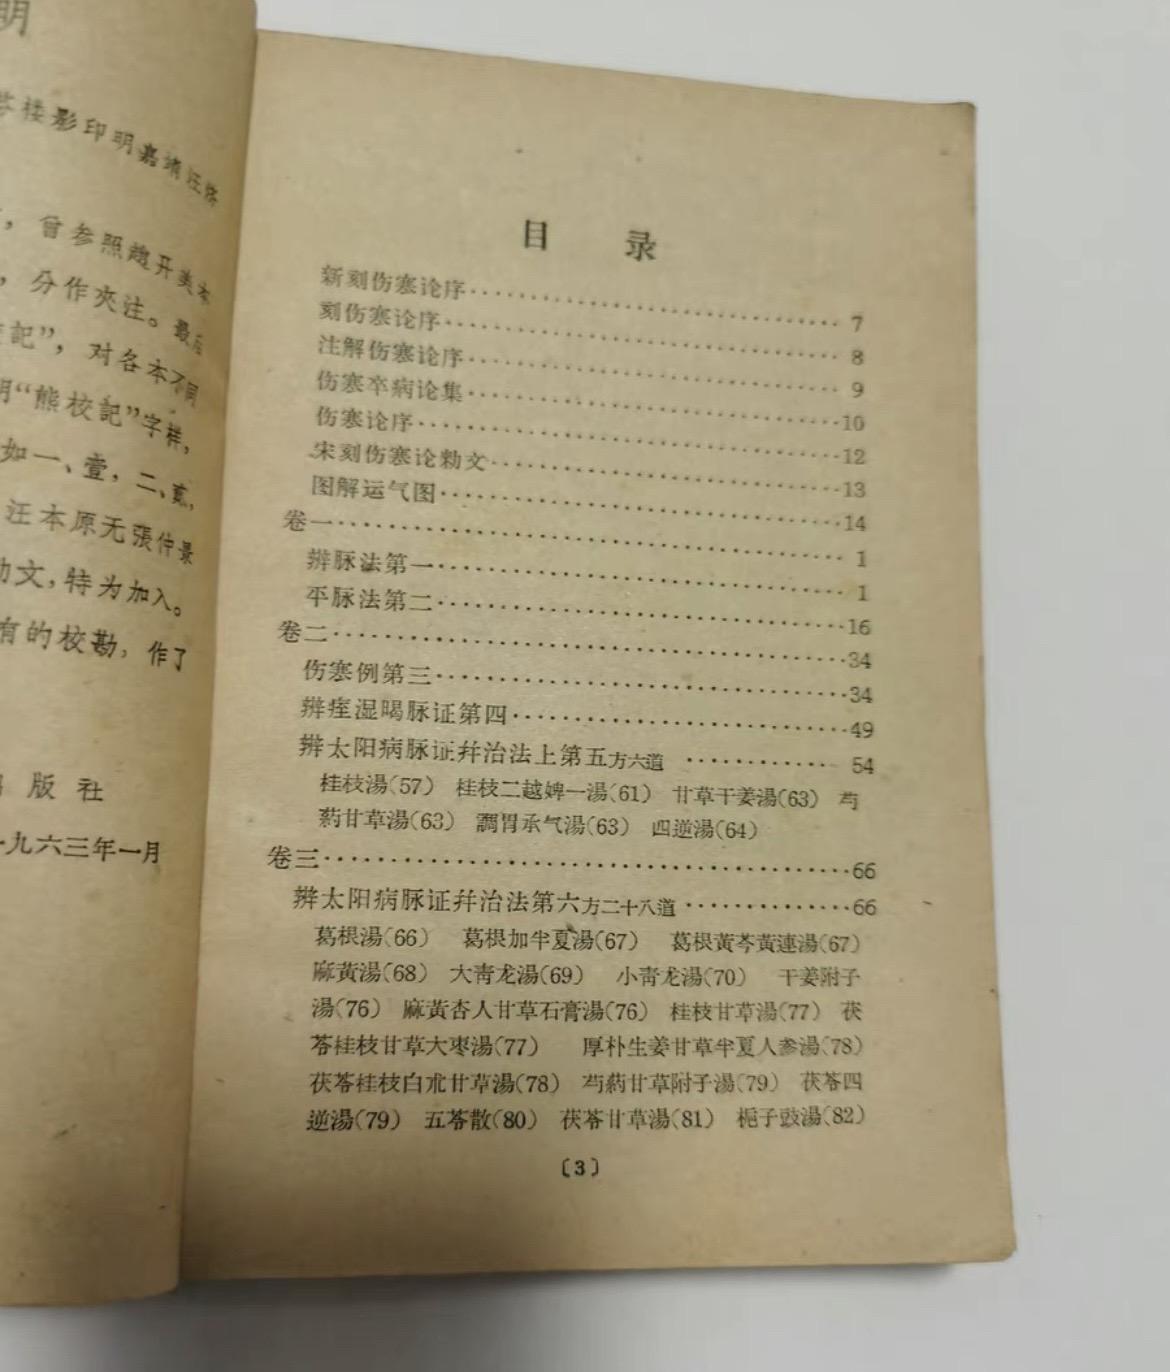 明
楼影印明嘉靖汪济
，曾参照趙开美本
，分作夾注。最后
記”，对各本不同
明“熊校記”字样，
如一、壹，二、貳，
汪本原无張仲景
文，特为加入。
有的校勘，作了
版社
一九六三年一月
目录
新刻伤寒论序……7
刻伤寒论序……8
注解伤寒论序……9
伤寒卒病论集……10
伤寒论序……12
宋刻伤寒论勅文……13
图解运气图……14
卷一……1
辨脉法第一……1
平脉法第二……16
卷二……34
伤寒例第三……34
辨痓湿暍脉证第四……49
辨太阳病脉证幷治法上第五方六道……54
桂枝湯(57) 桂枝二越婢一湯(61) 甘草干姜湯(63) 芍
葯甘草湯(63) 調胃承气湯(63) 四逆湯(64)
卷三……66
辨太阳病脉证幷治法第六方二十八道……66
葛根湯(66) 葛根加半夏湯(67) 葛根黃芩黃連湯(67)
麻黃湯(68) 大靑龙湯(69) 小靑龙湯(70) 干姜附子
湯(76) 麻黃杏人甘草石膏湯(76) 桂枝甘草湯(77) 茯
苓桂枝甘草大枣湯(77) 厚朴生姜甘草半夏人参湯(78)
茯苓桂枝白朮甘草湯(78) 芍葯甘草附子湯(79) 茯苓四
逆湯(79) 五苓散(80) 茯苓甘草湯(81) 梔子豉湯(82)
〔3〕